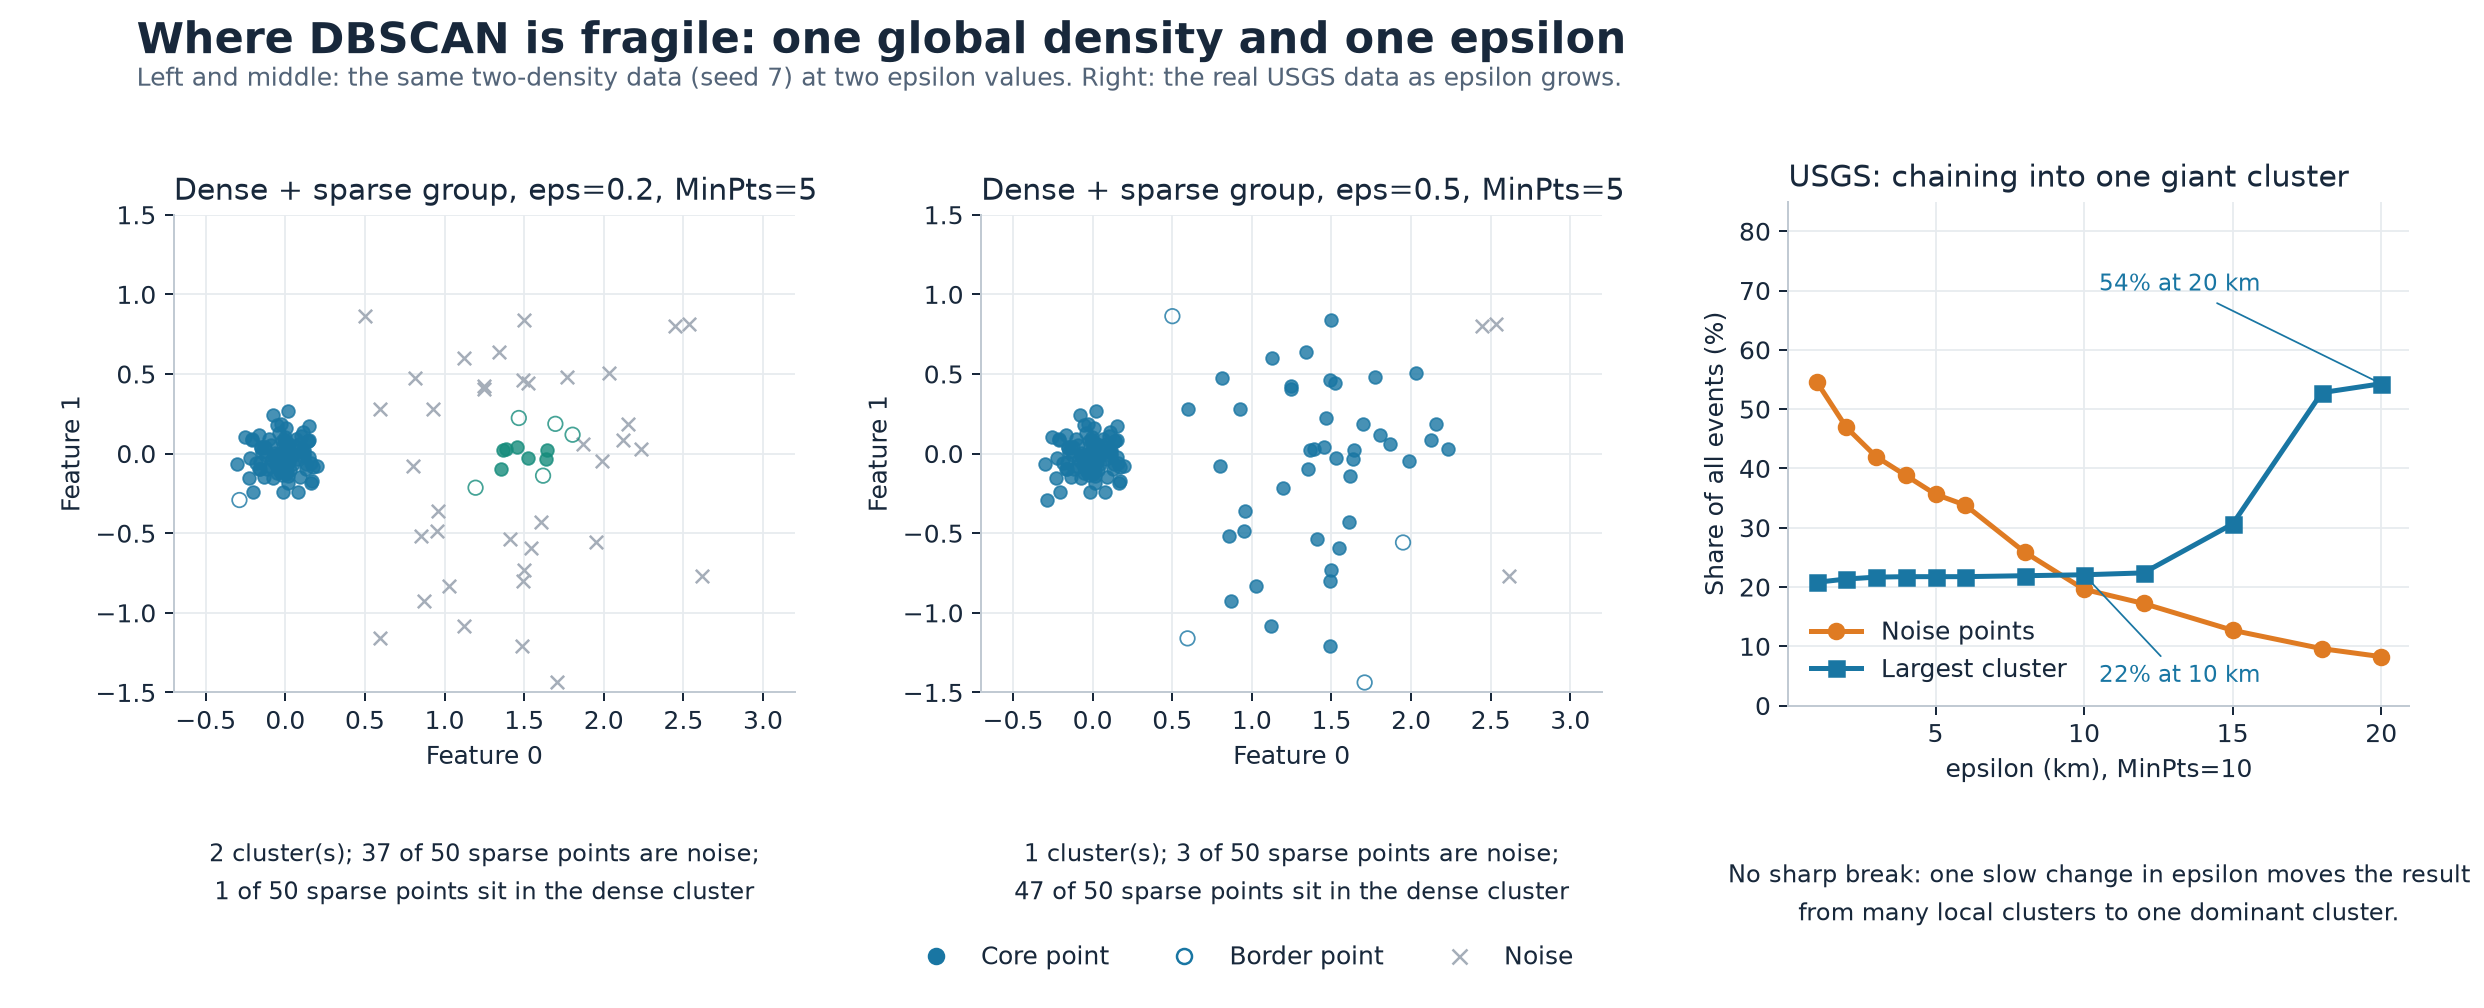 Where DBSCAN is fragile: one global density and one epsilon
Left and middle: the same two-density data (seed 7) at two epsilon values. Right: the real USGS data as epsilon grows.
Dense + sparse group, eps=0.2, MinPts=5
1.5
1.0
0.5
0.0
−0.5
−1.0
−1.5
Feature 1
−0.5 0.0 0.5 1.0 1.5 2.0 2.5 3.0
Feature 0
2 cluster(s); 37 of 50 sparse points are noise;
1 of 50 sparse points sit in the dense cluster
Dense + sparse group, eps=0.5, MinPts=5
1.5
1.0
0.5
0.0
−0.5
−1.0
−1.5
Feature 1
−0.5 0.0 0.5 1.0 1.5 2.0 2.5 3.0
Feature 0
1 cluster(s); 3 of 50 sparse points are noise;
47 of 50 sparse points sit in the dense cluster
USGS: chaining into one giant cluster
80
70
60
50
40
30
20
10
0
Share of all events (%)
54% at 20 km
Noise points
Largest cluster
22% at 10 km
5 10 15 20
epsilon (km), MinPts=10
No sharp break: one slow change in epsilon moves the result
from many local clusters to one dominant cluster.
Core point Border point Noise